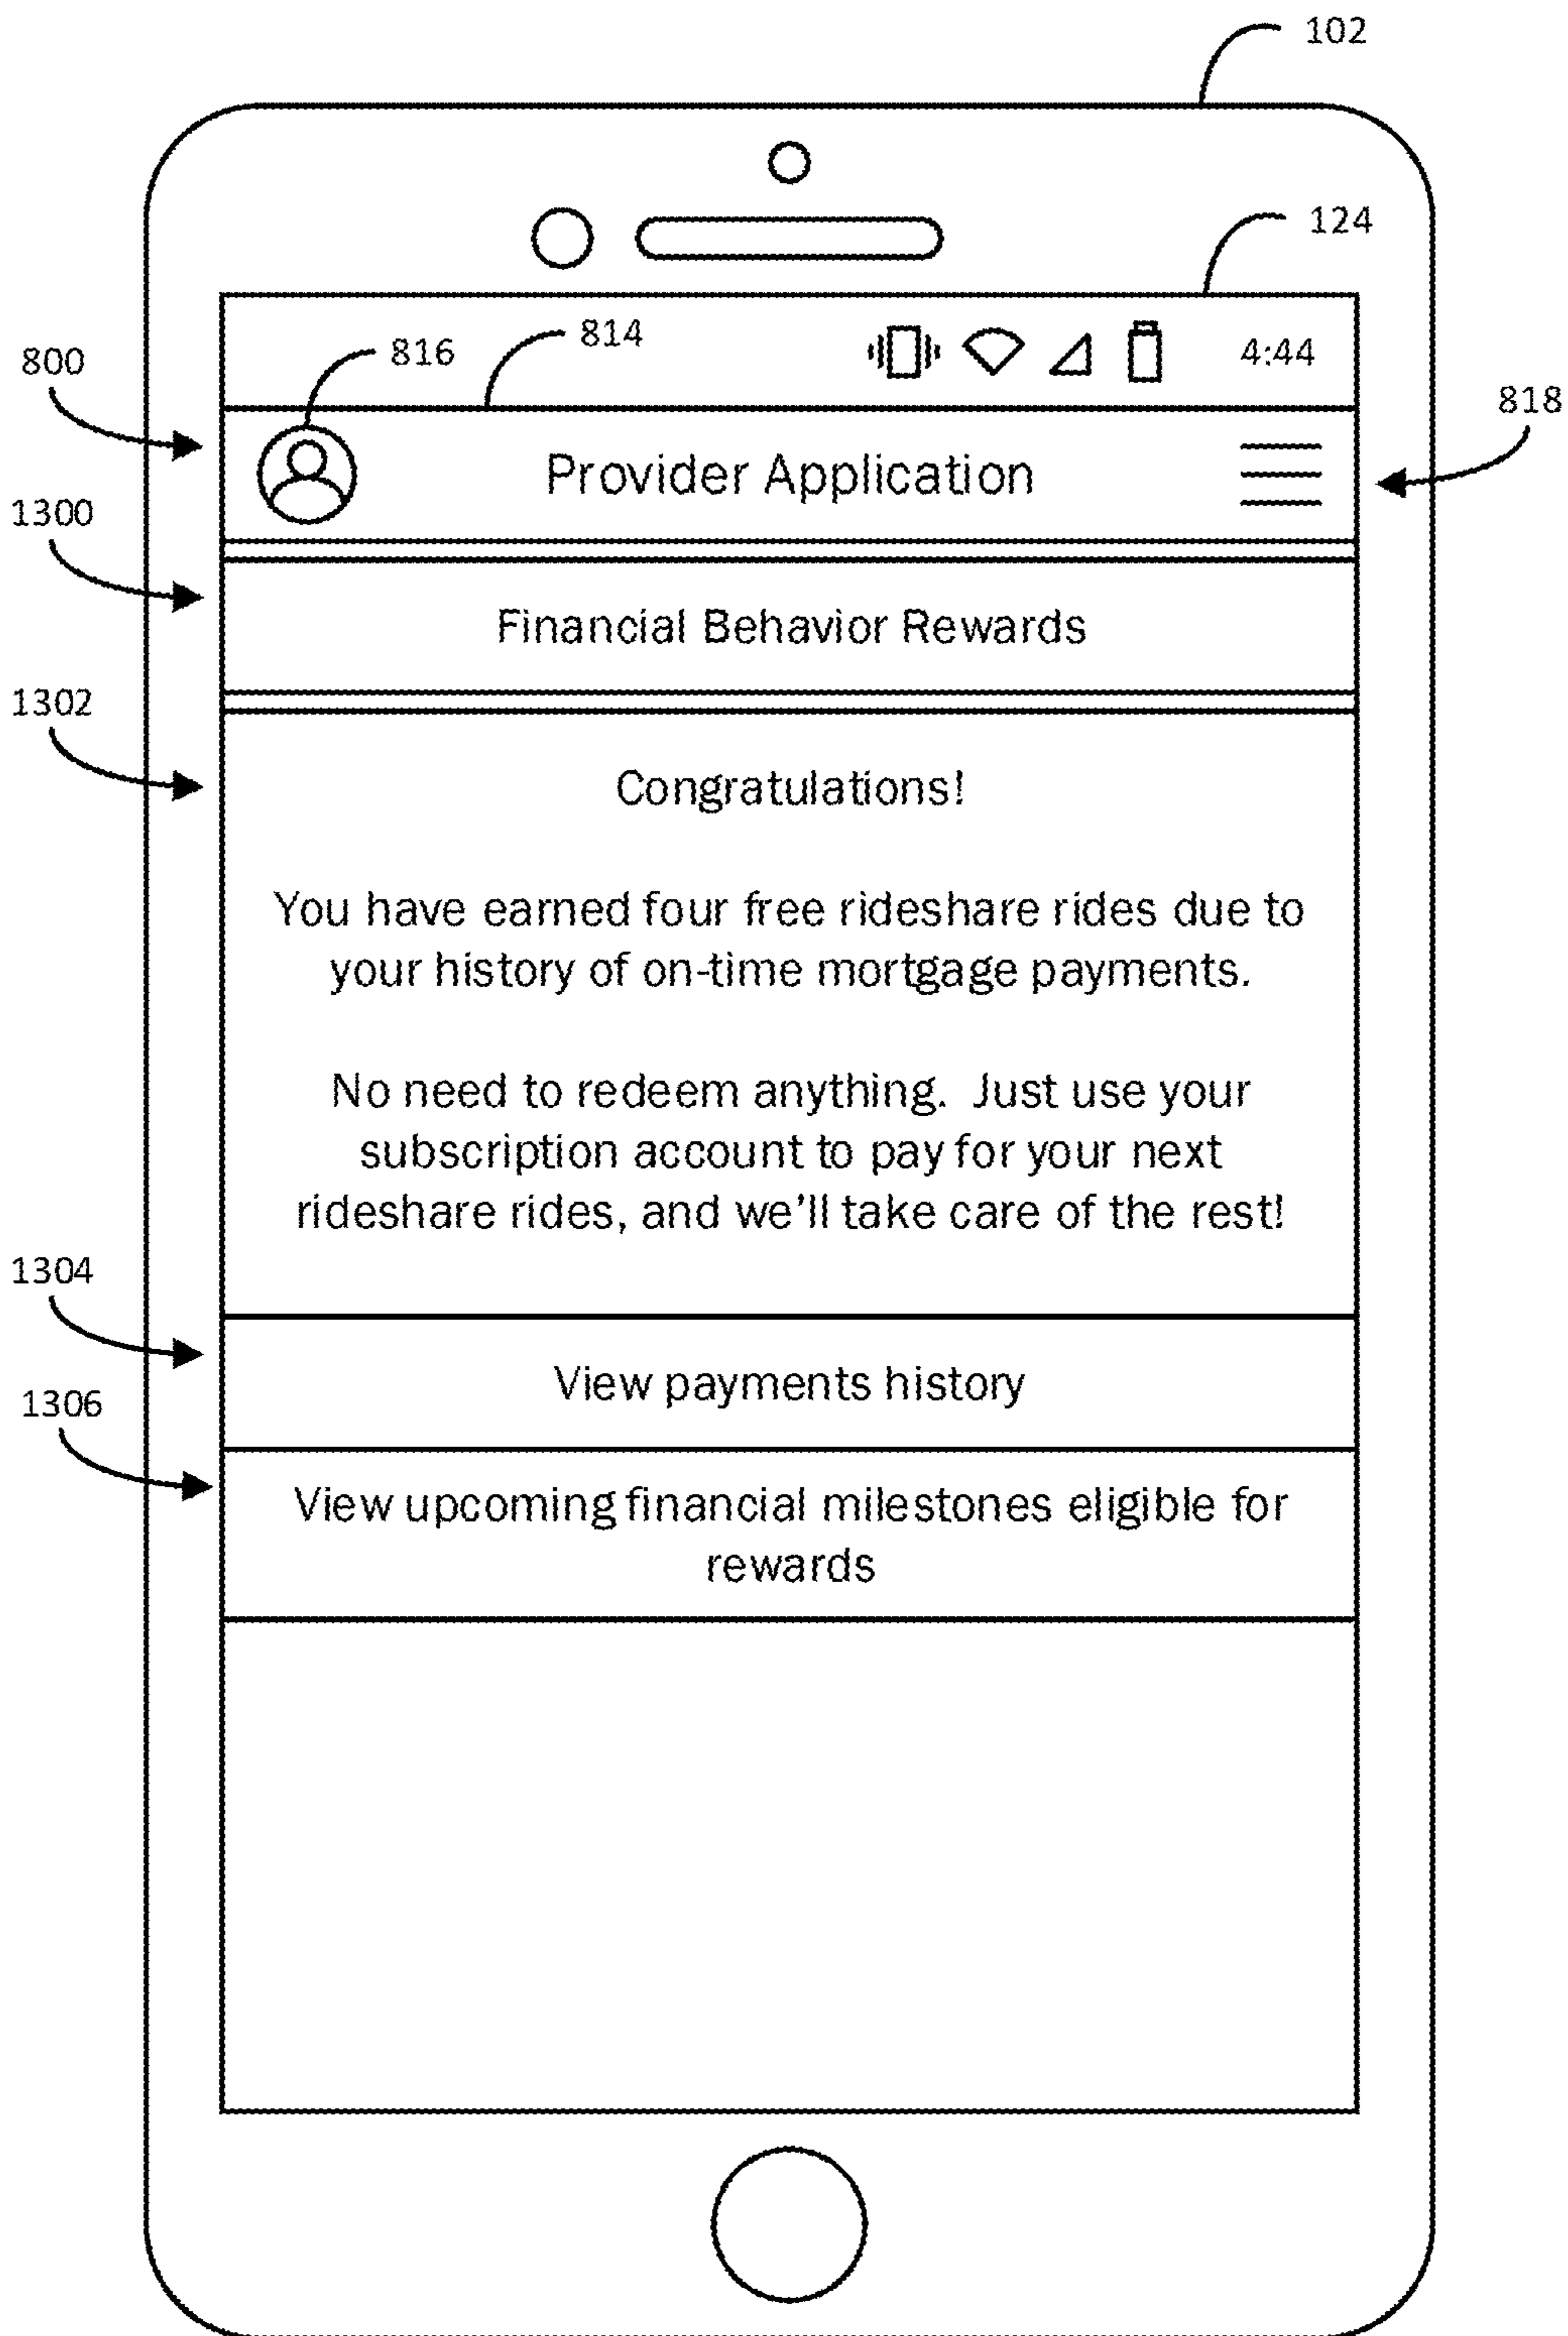 102
124
816
814
4:44
800
818
Provider Application
1300
Financial Behavior Rewards
1302
Congratulations!
You have earned four free rideshare rides due to
your history of on-time mortgage payments.
No need to redeem anything. Just use your
subscription account to pay for your next
rideshare rides, and we'll take care of the rest!
1304
View payments history
1306
View upcoming financial milestones eligible for
rewards